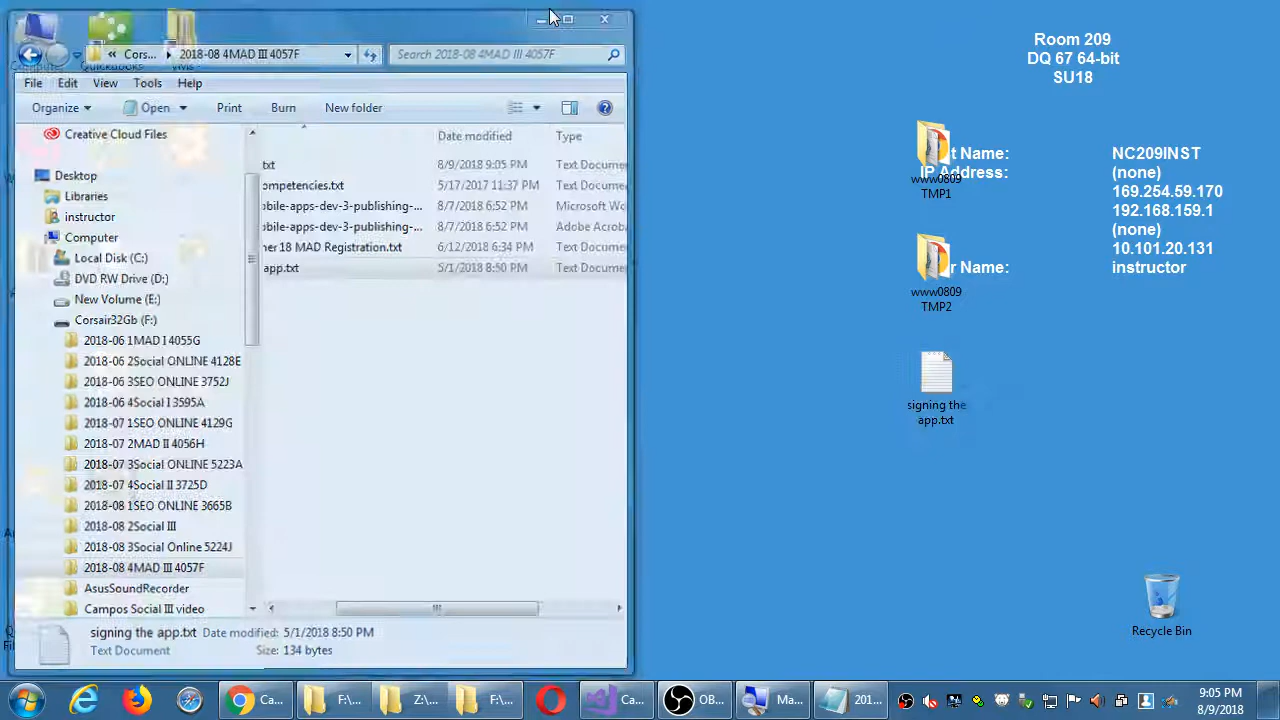 Cors...
2018-08 4MAD III 4057F
Search 2018-08 4MAD III 4057F
File
Edit
View
Tools
Help
Organize
Open
Print
Burn
New folder
Creative Cloud Files
Desktop
Libraries
instructor
Computer
Local Disk (C:)
DVD RW Drive (D:)
New Volume (E:)
Corsair32Gb (F:)
2018-06 1MAD I 4055G
2018-06 2Social ONLINE 4128E
2018-06 3SEO ONLINE 3752J
2018-06 4Social I 3595A
2018-07 1SEO ONLINE 4129G
2018-07 2MAD II 4056H
2018-07 3Social ONLINE 5223A
2018-07 4Social II 3725D
2018-08 1SEO ONLINE 3665B
2018-08 2Social III
2018-08 3Social Online 5224J
2018-08 4MAD III 4057F
AsusSoundRecorder
Campos Social III video
Date modified
Type
txt 8/9/2018 9:05 PM Text Docume
ompetencies.txt 5/17/2017 11:37 PM Text Docume
obile-apps-dev-3-publishing-... 8/7/2018 6:52 PM Microsoft Wo
obile-apps-dev-3-publishing-... 8/7/2018 6:52 PM Adobe Acroba
ner 18 MAD Registration.txt 6/12/2018 6:34 PM Text Docume
app.txt 5/1/2018 8:50 PM Text Docume
signing the app.txt Date modified: 5/1/2018 8:50 PM
Text Document Size: 134 bytes
Room 209
DQ 67 64-bit
SU18
t Name: NC209INST
IP Address: (none)
169.254.59.170
192.168.159.1
(none)
10.101.20.131
r Name: instructor
www0809
TMP1
www0809
TMP2
signing the
app.txt
Recycle Bin
Ca...
F:\...
Z:\...
F:\...
Ca...
OB...
Ma...
201...
9:05 PM
8/9/2018